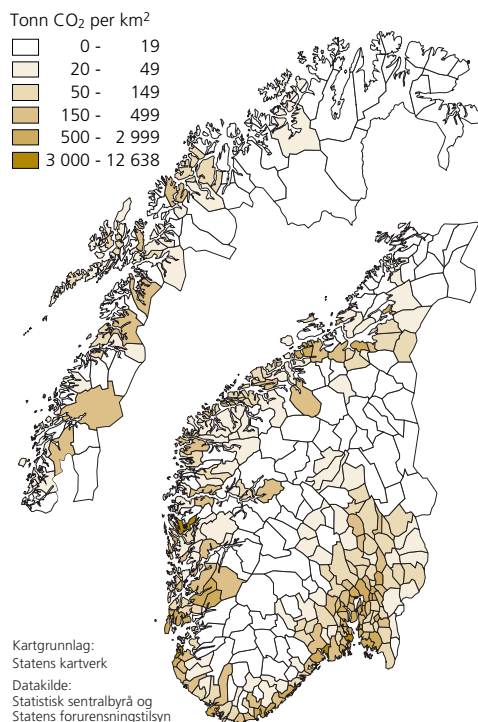 Tonn CO₂ per km²
0 - 19
20 - 49
50 - 149
150 - 499
500 - 2 999
3 000 - 12 638
Kartgrunnlag:
Statens kartverk
Datakilde:
Statistisk sentralbyrå og
Statens forurensningstilsyn